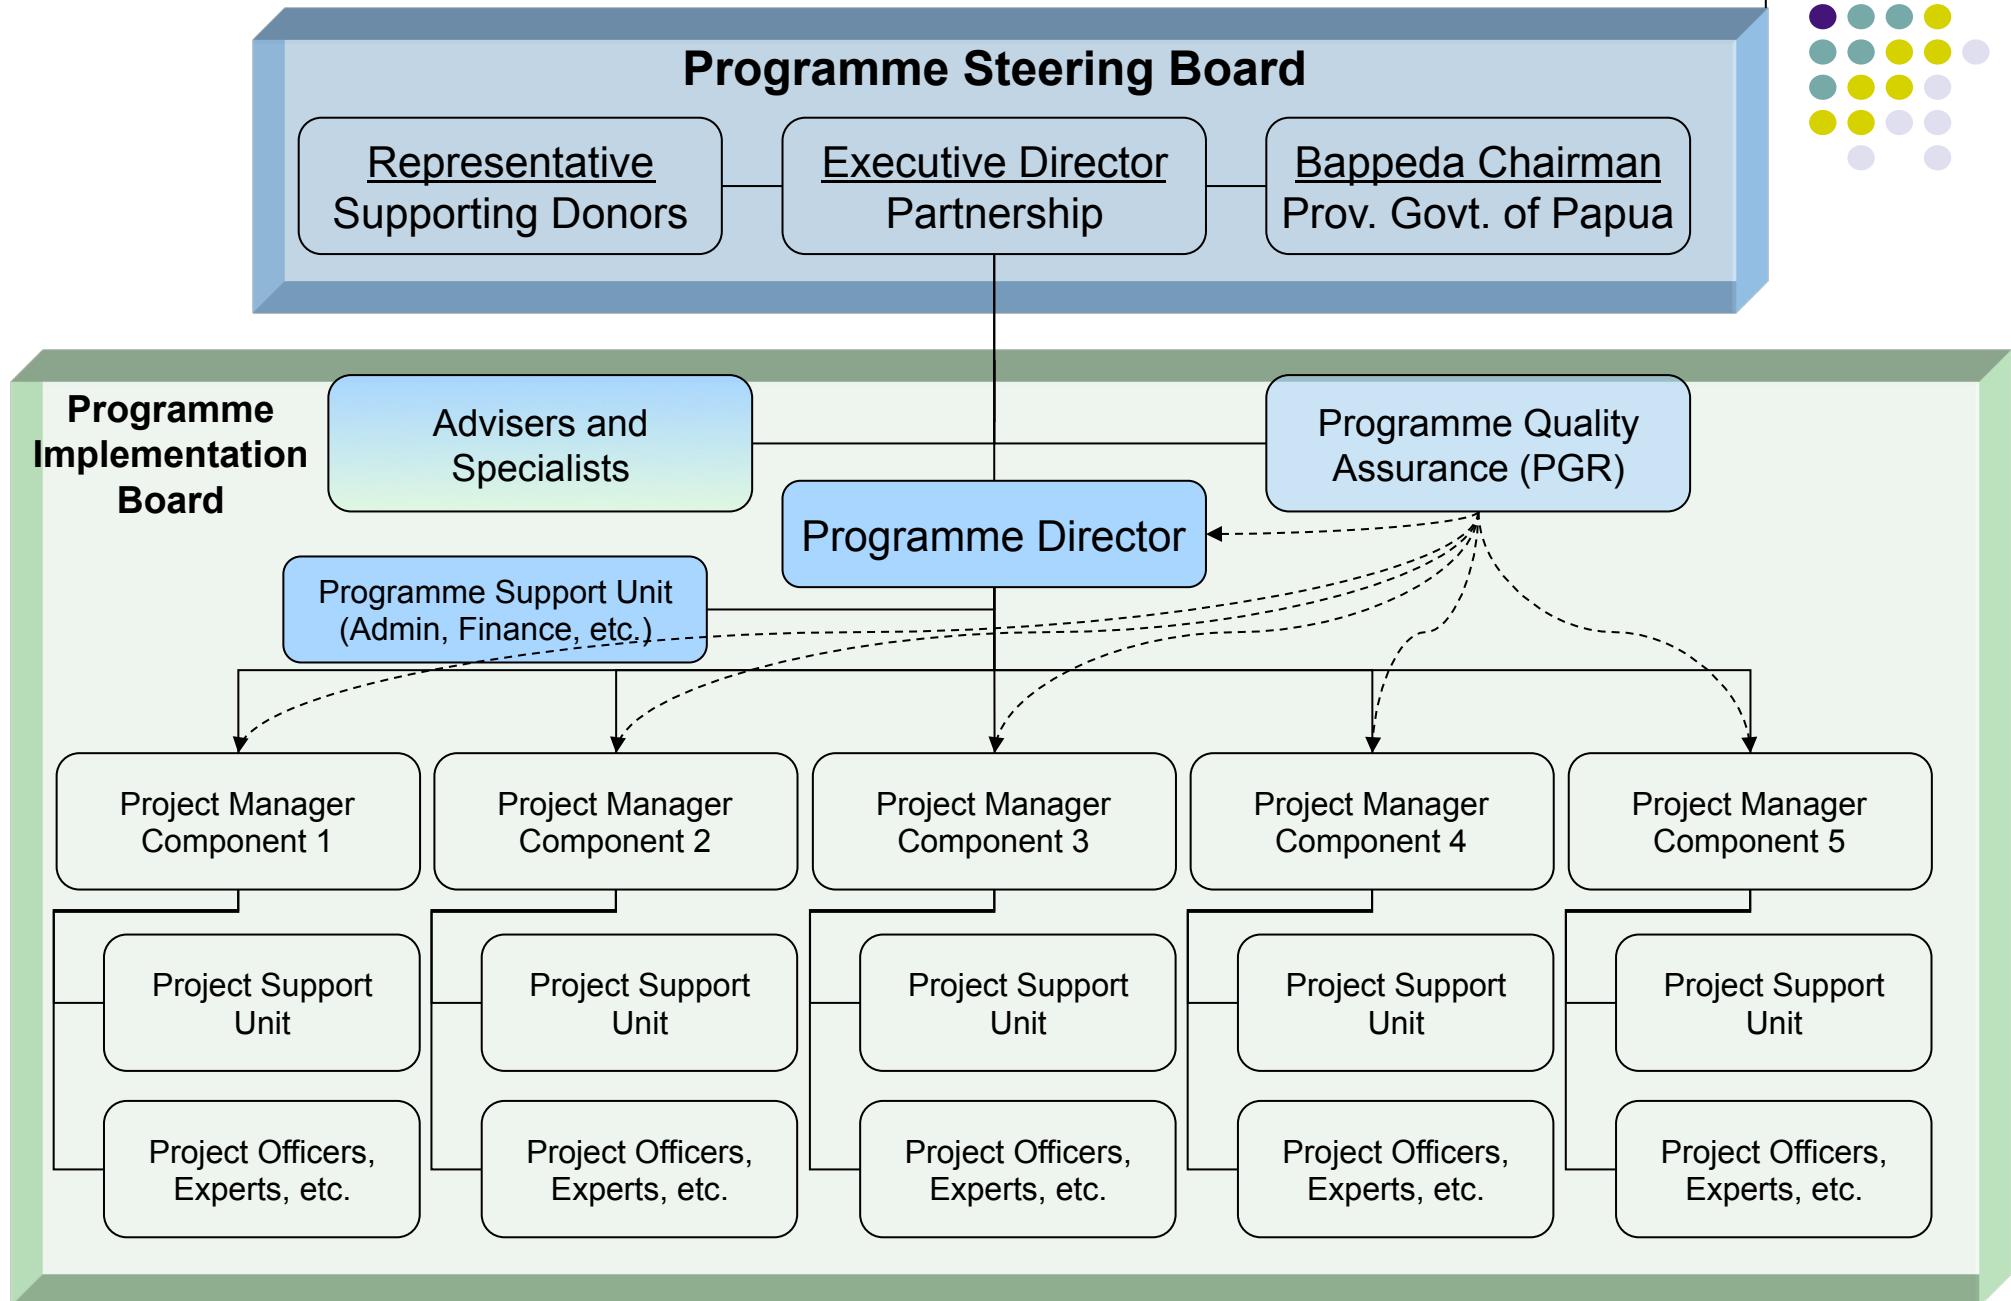 Programme Steering Board
Representative
Supporting Donors
Executive Director
Partnership
Bappeda Chairman
Prov. Govt. of Papua
Programme
Implementation
Board
Advisers and
Specialists
Programme Quality
Assurance (PGR)
Programme Director
Programme Support Unit
(Admin, Finance, etc.)
Project Manager
Component 1
Project Manager
Component 2
Project Manager
Component 3
Project Manager
Component 4
Project Manager
Component 5
Project Support
Unit
Project Support
Unit
Project Support
Unit
Project Support
Unit
Project Support
Unit
Project Officers,
Experts, etc.
Project Officers,
Experts, etc.
Project Officers,
Experts, etc.
Project Officers,
Experts, etc.
Project Officers,
Experts, etc.